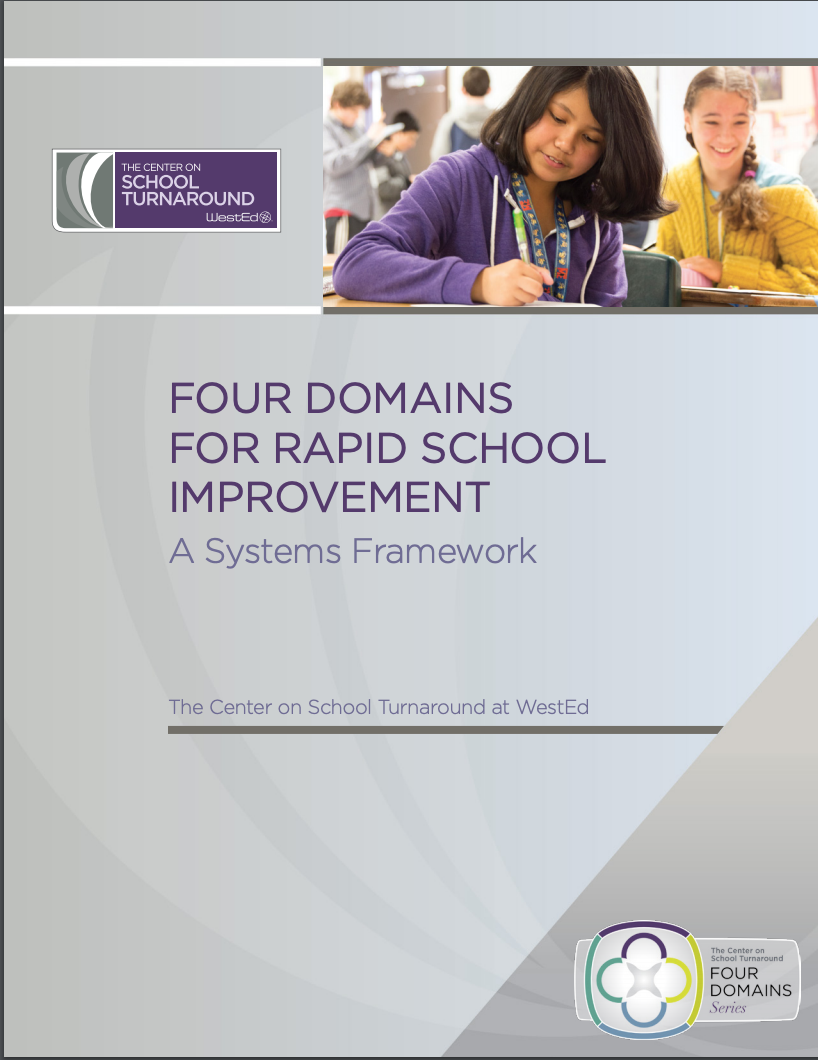 THE CENTER ON
SCHOOL
TURNAROUND
WestEd
FOUR DOMAINS
FOR RAPID SCHOOL
IMPROVEMENT
A Systems Framework
The Center on School Turnaround at WestEd
The Center on
School Turnaround
FOUR
DOMAINS
Series